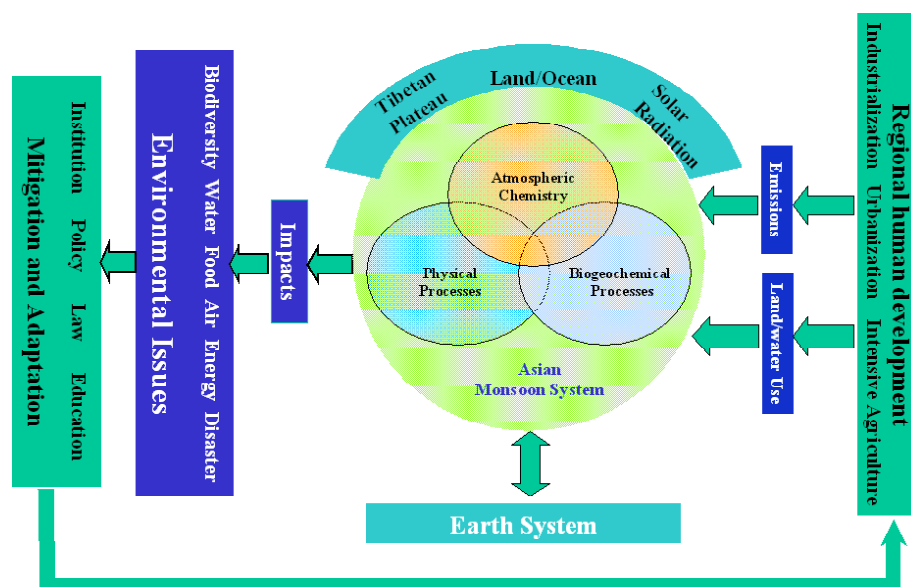 Mitigation and Adaptation
Institution Policy Law Education
Environmental Issues
Biodiversity Water Food Air Energy Disaster
Impacts
Tibetan
Plateau
Land/Ocean
Solar
Radiation
Atmospheric
Chemistry
Physical
Processes
Biogeochemical
Processes
Asian
Monsoon System
Earth System
Emissions
Land/water Use
Regional human development
Industrialization Urbanization Intensive Agriculture